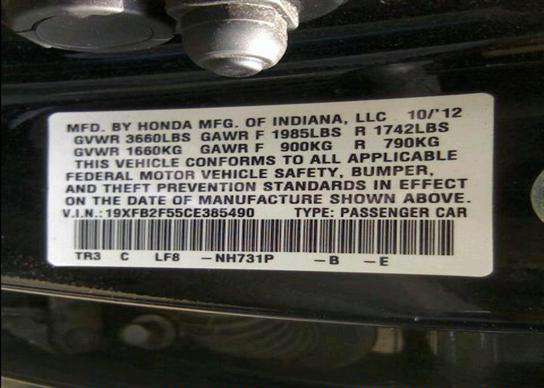 MFD. BY HONDA MFG. OF INDIANA, LLC 10/'12
GVWR 3660LBS GAWR F 1985LBS R 1742LBS
GVWR 1660KG GAWR F 900KG R 790KG
THIS VEHICLE CONFORMS TO ALL APPLICABLE
FEDERAL MOTOR VEHICLE SAFETY, BUMPER,
AND THEFT PREVENTION STANDARDS IN EFFECT
ON THE DATE OF MANUFACTURE SHOWN ABOVE.
V.I.N.: 19XFB2F55CE385490 TYPE: PASSENGER CAR
TR3 C LF8 -NH731P -B -E